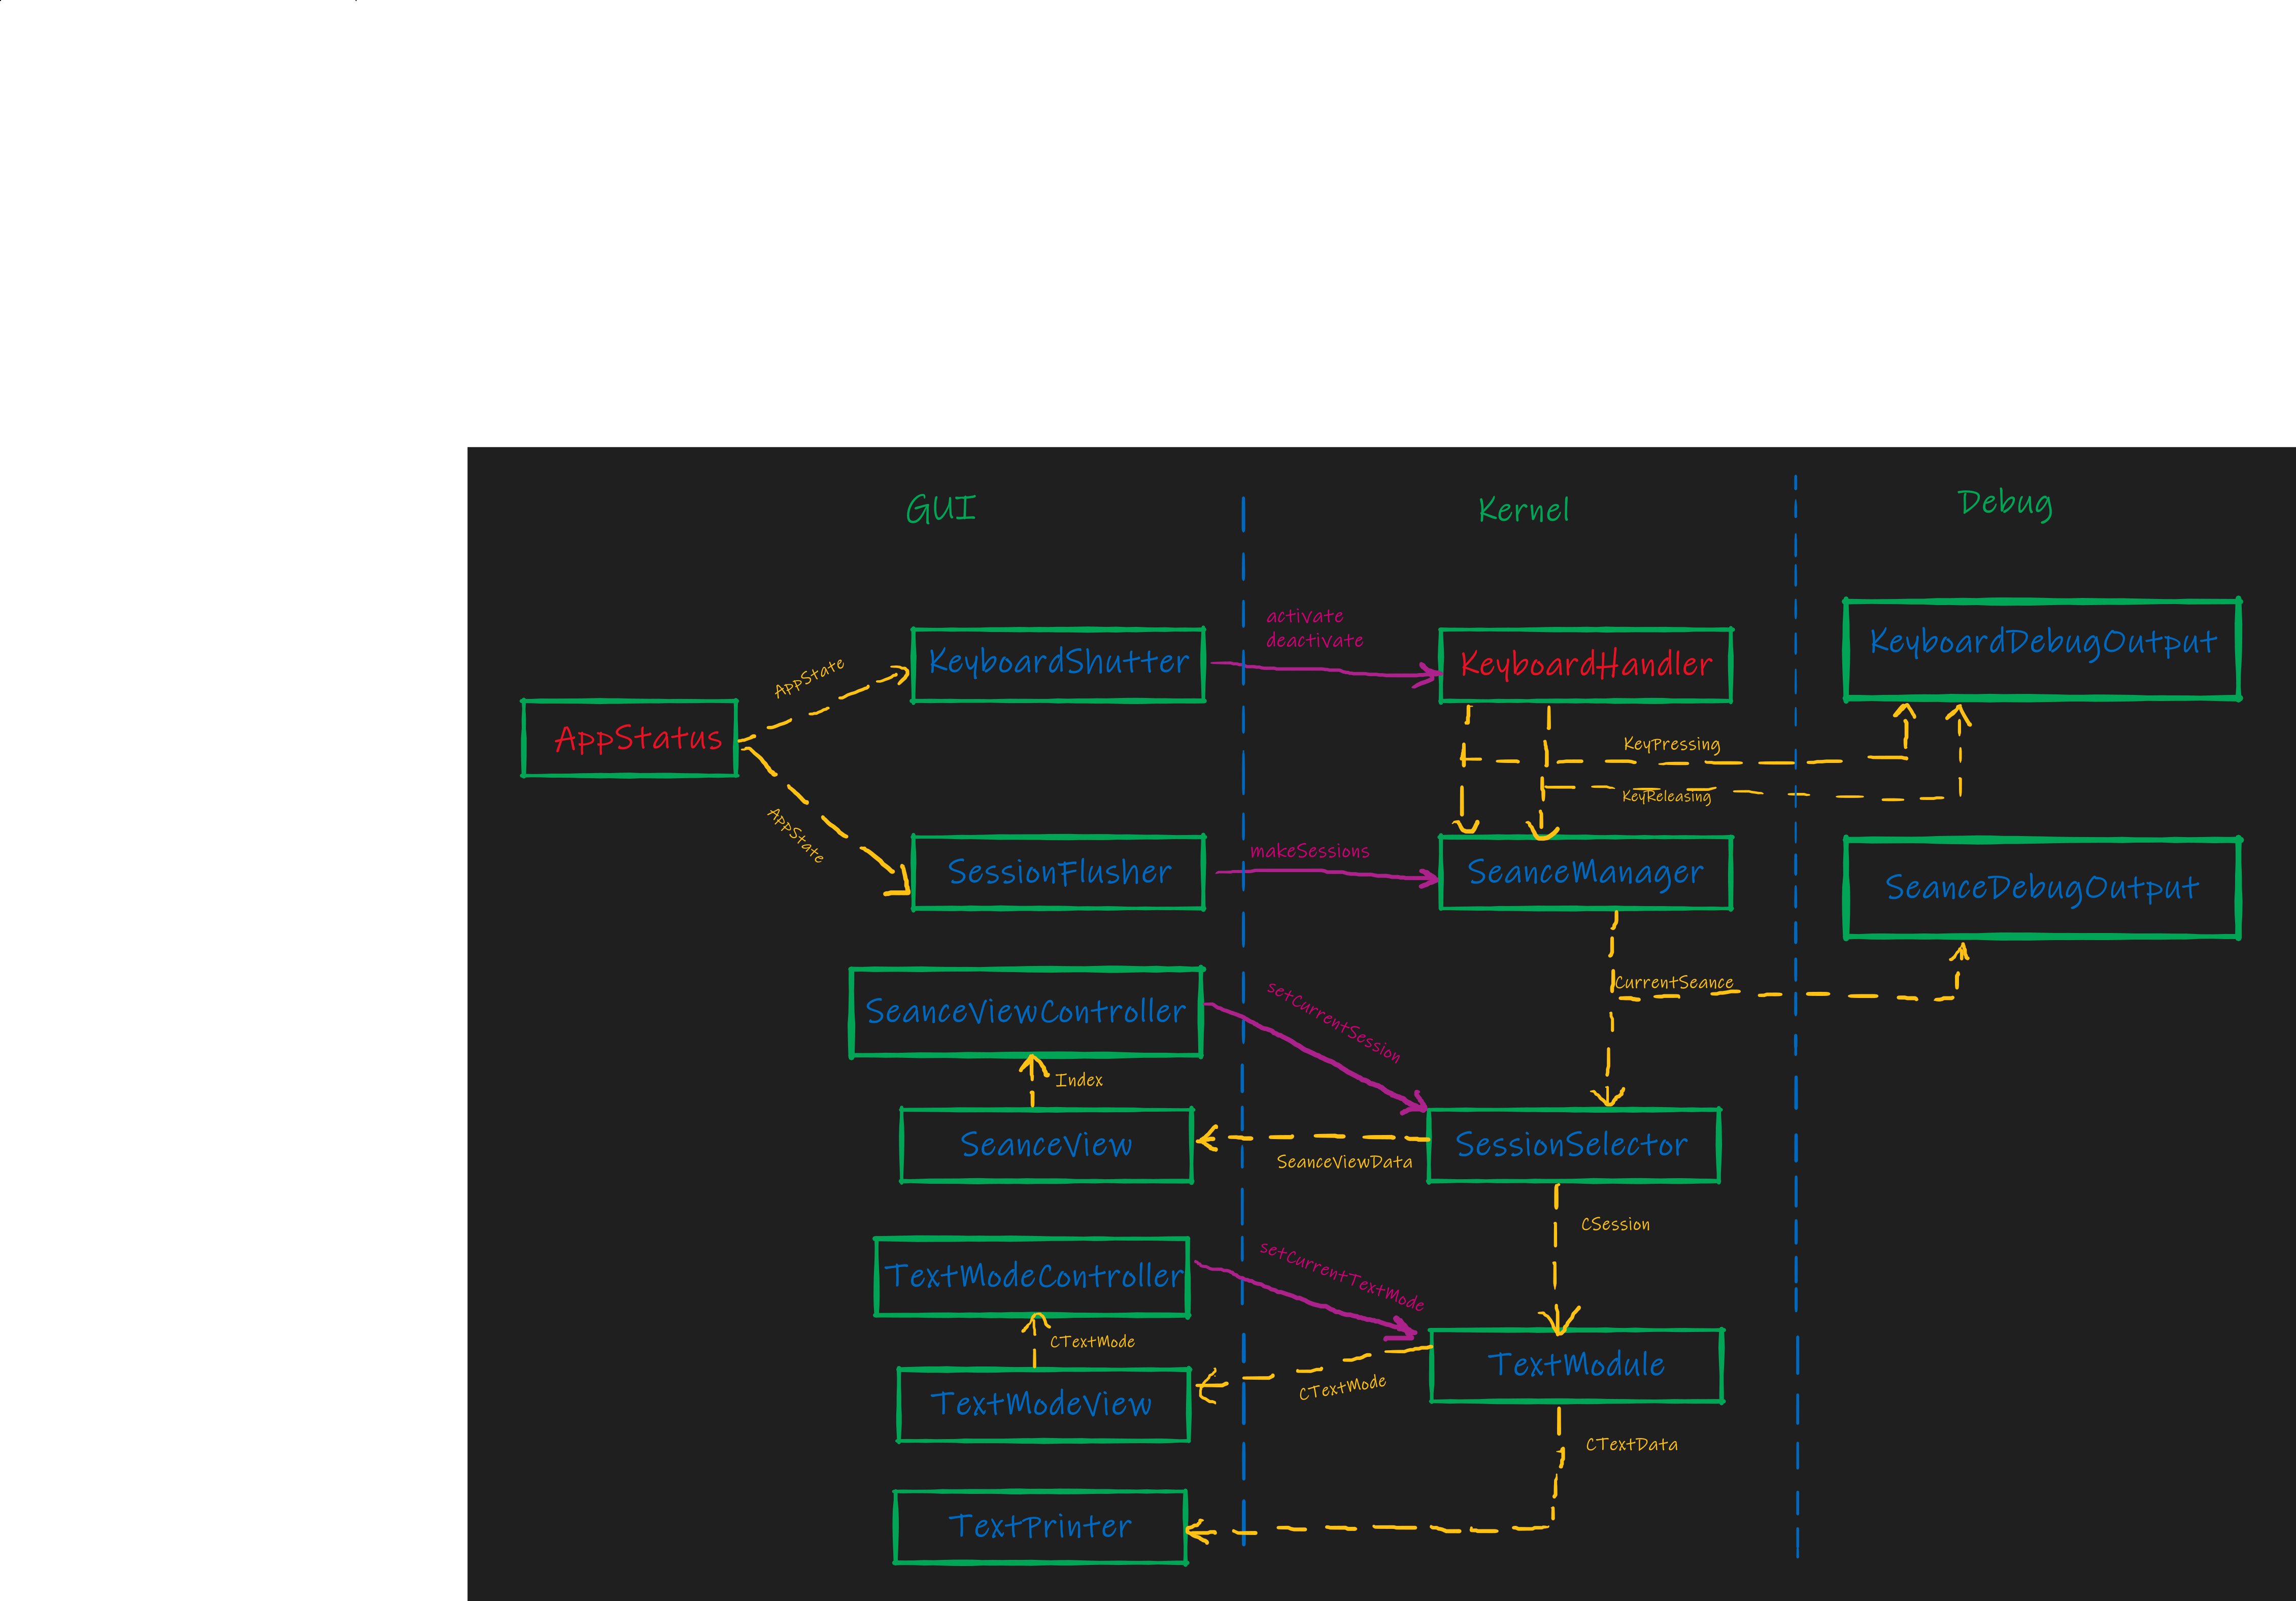 GUI
Kernel
Debug
activate
deactivate
KeyboardShutter
KeyboardHandler
KeyboardDebugOutput
AppState
AppStatus
KeyPressing
KeyReleasing
AppState
makeSessions
SessionFlusher
SeanceManager
SeanceDebugOutput
CurrentSeance
SeanceViewController
setCurrentSession
Index
SeanceView
SeanceViewData
SessionSelector
CSession
TextModeController
setCurrentTextMode
CTextMode
TextModule
CTextMode
TextModeView
CTextData
TextPrinter